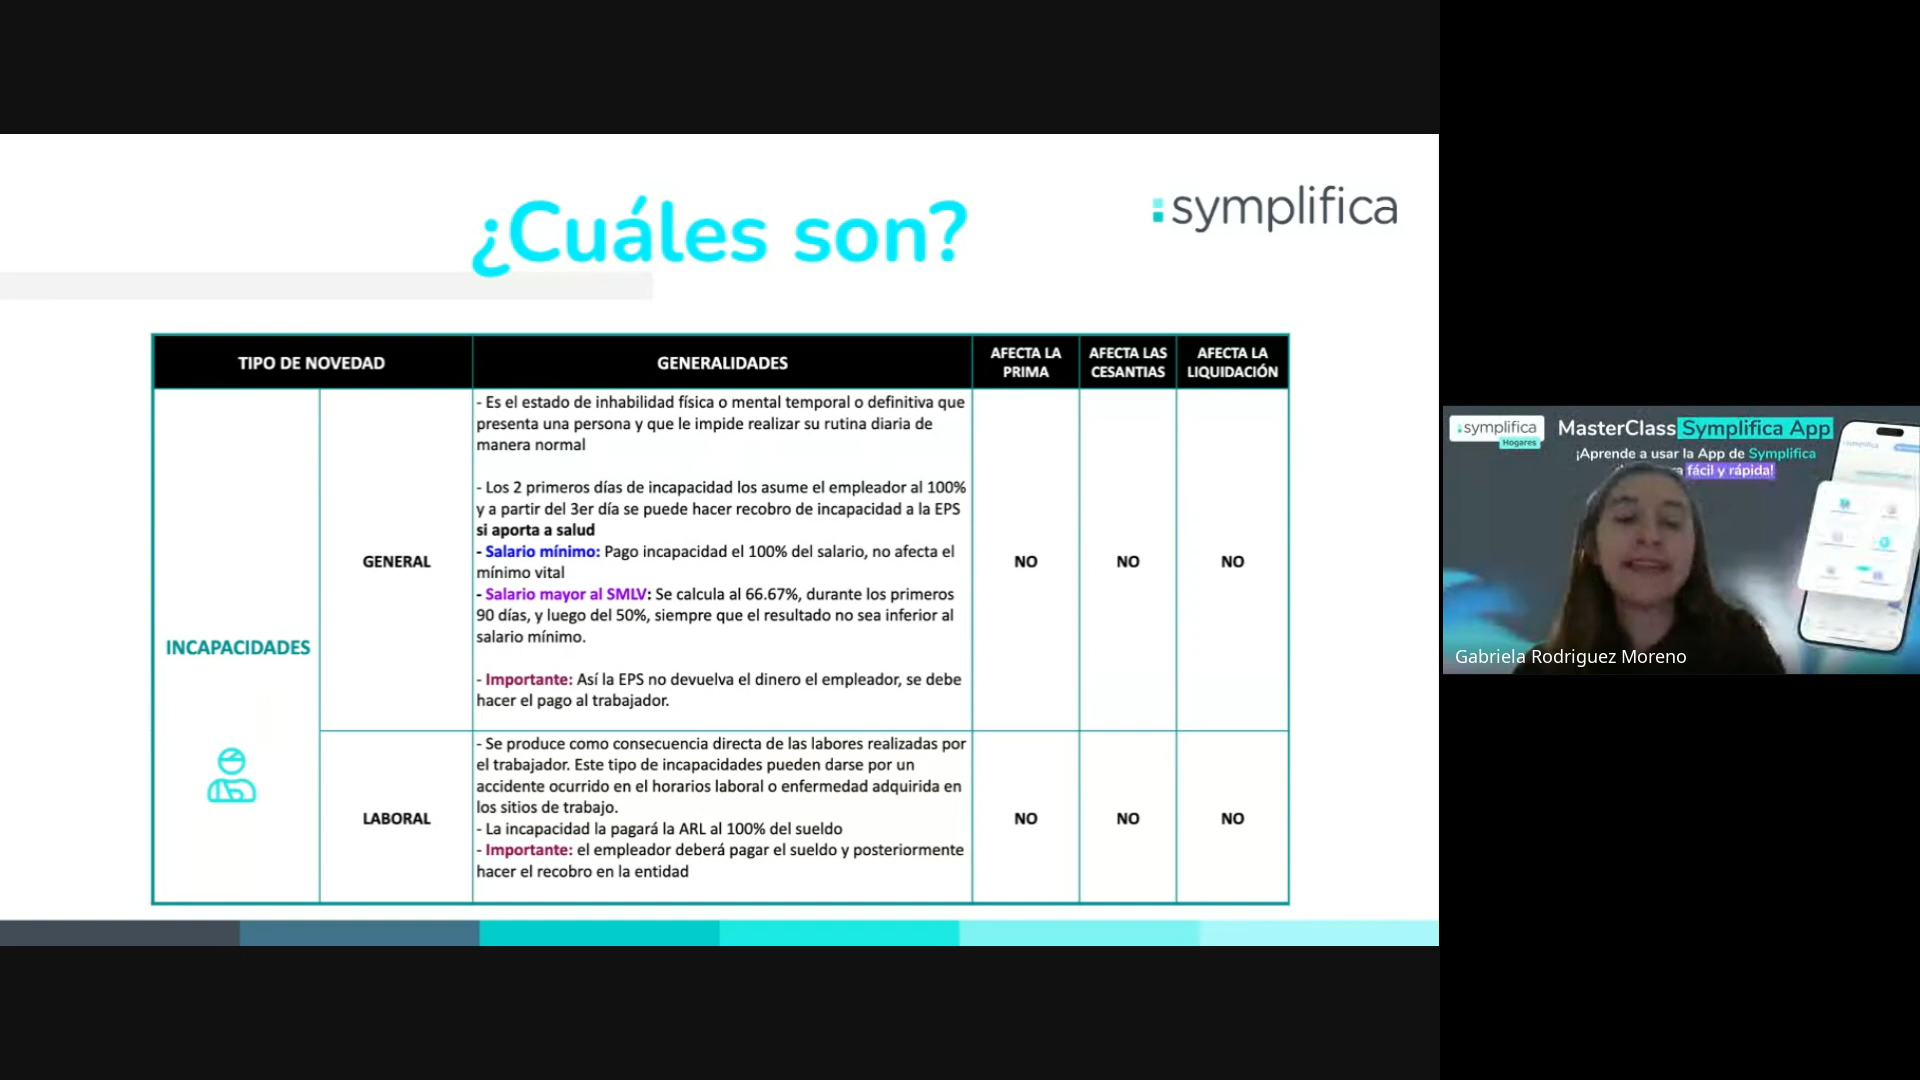 ¿Cuáles son?
symplifica
TIPO DE NOVEDAD
GENERALIDADES
AFECTA LA
PRIMA
AFECTA LAS
CESANTIAS
AFECTA LA
LIQUIDACIÓN
INCAPACIDADES
GENERAL
- Es el estado de inhabilidad física o mental temporal o definitiva que
presenta una persona y que le impide realizar su rutina diaria de
manera normal
- Los 2 primeros días de incapacidad los asume el empleador al 100%
y a partir del 3er día se puede hacer recobro de incapacidad a la EPS
si aporta a salud
- Salario mínimo: Pago incapacidad el 100% del salario, no afecta el
mínimo vital
- Salario mayor al SMLV: Se calcula al 66.67%, durante los primeros
90 días, y luego del 50%, siempre que el resultado no sea inferior al
salario mínimo.
- Importante: Así la EPS no devuelva el dinero el empleador, se debe
hacer el pago al trabajador.
NO
NO
NO
LABORAL
- Se produce como consecuencia directa de las labores realizadas por
el trabajador. Este tipo de incapacidades pueden darse por un
accidente ocurrido en el horarios laboral o enfermedad adquirida en
los sitios de trabajo.
- La incapacidad la pagará la ARL al 100% del sueldo
- Importante: el empleador deberá pagar el sueldo y posteriormente
hacer el recobro en la entidad
NO
NO
NO
symplifica
Hogares
MasterClass Symplifica App
¡Aprende a usar la App de Symplifica
fácil y rápida!
Gabriela Rodriguez Moreno